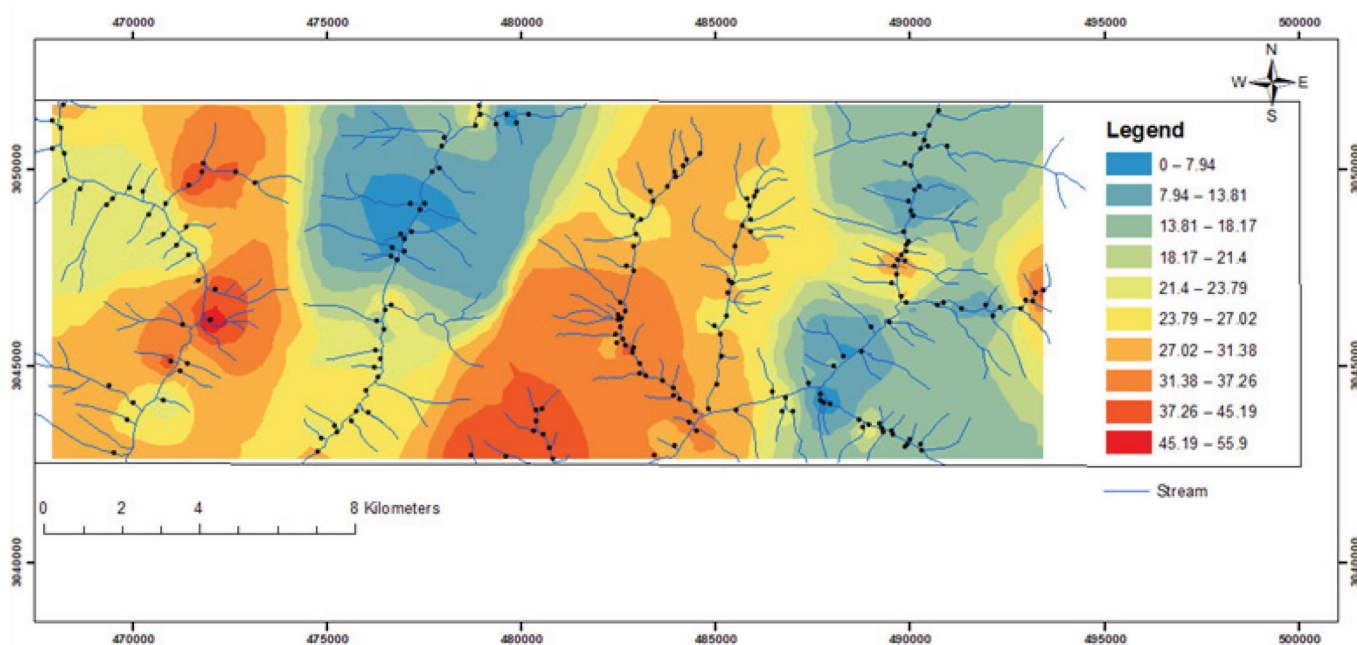 470000 475000 480000 485000 490000 495000 500000
N
W E
S
3050000 3050000
Legend
0 – 7.94
7.94 – 13.81
13.81 – 18.17
18.17 – 21.4
21.4 – 23.79
23.79 – 27.02
27.02 – 31.38
31.38 – 37.26
37.26 – 45.19
45.19 – 55.9
3045000 3045000
Stream
0 2 4 8 Kilometers
3040000 3040000
470000 475000 480000 485000 490000 495000 500000